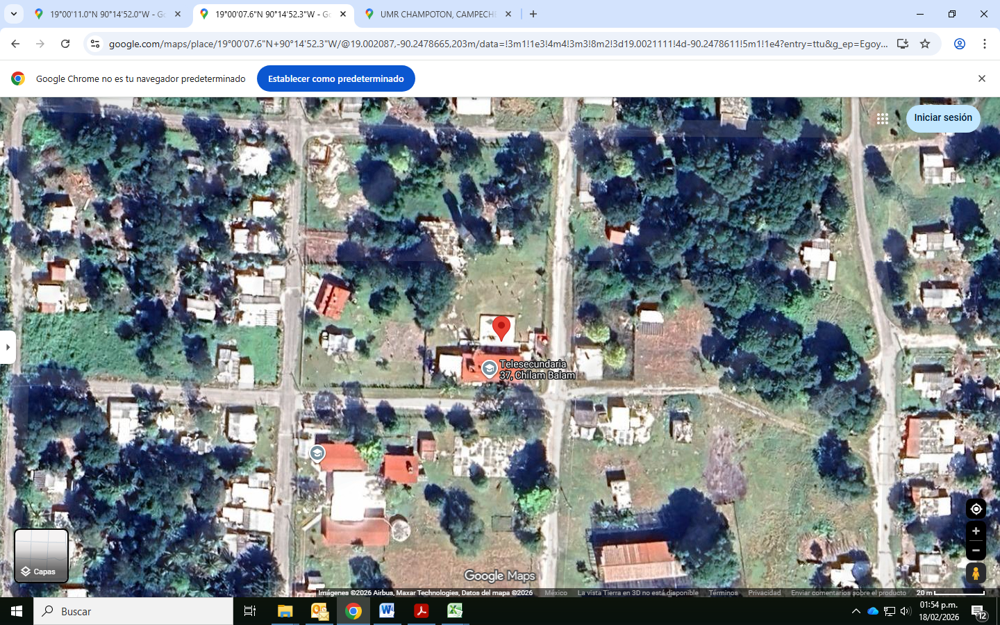 19°00'11.0"N 90°14'52.0"W - Go
19°00'07.6"N 90°14'52.3"W - Go
UMR CHAMPOTON, CAMPECHE
google.com/maps/place/19°00'07.6"N+90°14'52.3"W/@19.002087,-90.2478665,203m/data=!3m1!1e3!4m4!3m3!8m2!3d19.0021111!4d-90.2478611!5m1!1e4?entry=ttu&g_ep=Egoy...
Google Chrome no es tu navegador predeterminado
Establecer como predeterminado
Iniciar sesión
Telesecundaria
37, Chilam Balam
Capas
Google Maps
Imágenes ©2026 Airbus, Maxar Technologies, Datos del mapa ©2026
México
La vista Tierra en 3D no está disponible
Términos
Privacidad
Enviar comentarios sobre el producto
20 m
Buscar
01:54 p.m.
18/02/2026
12